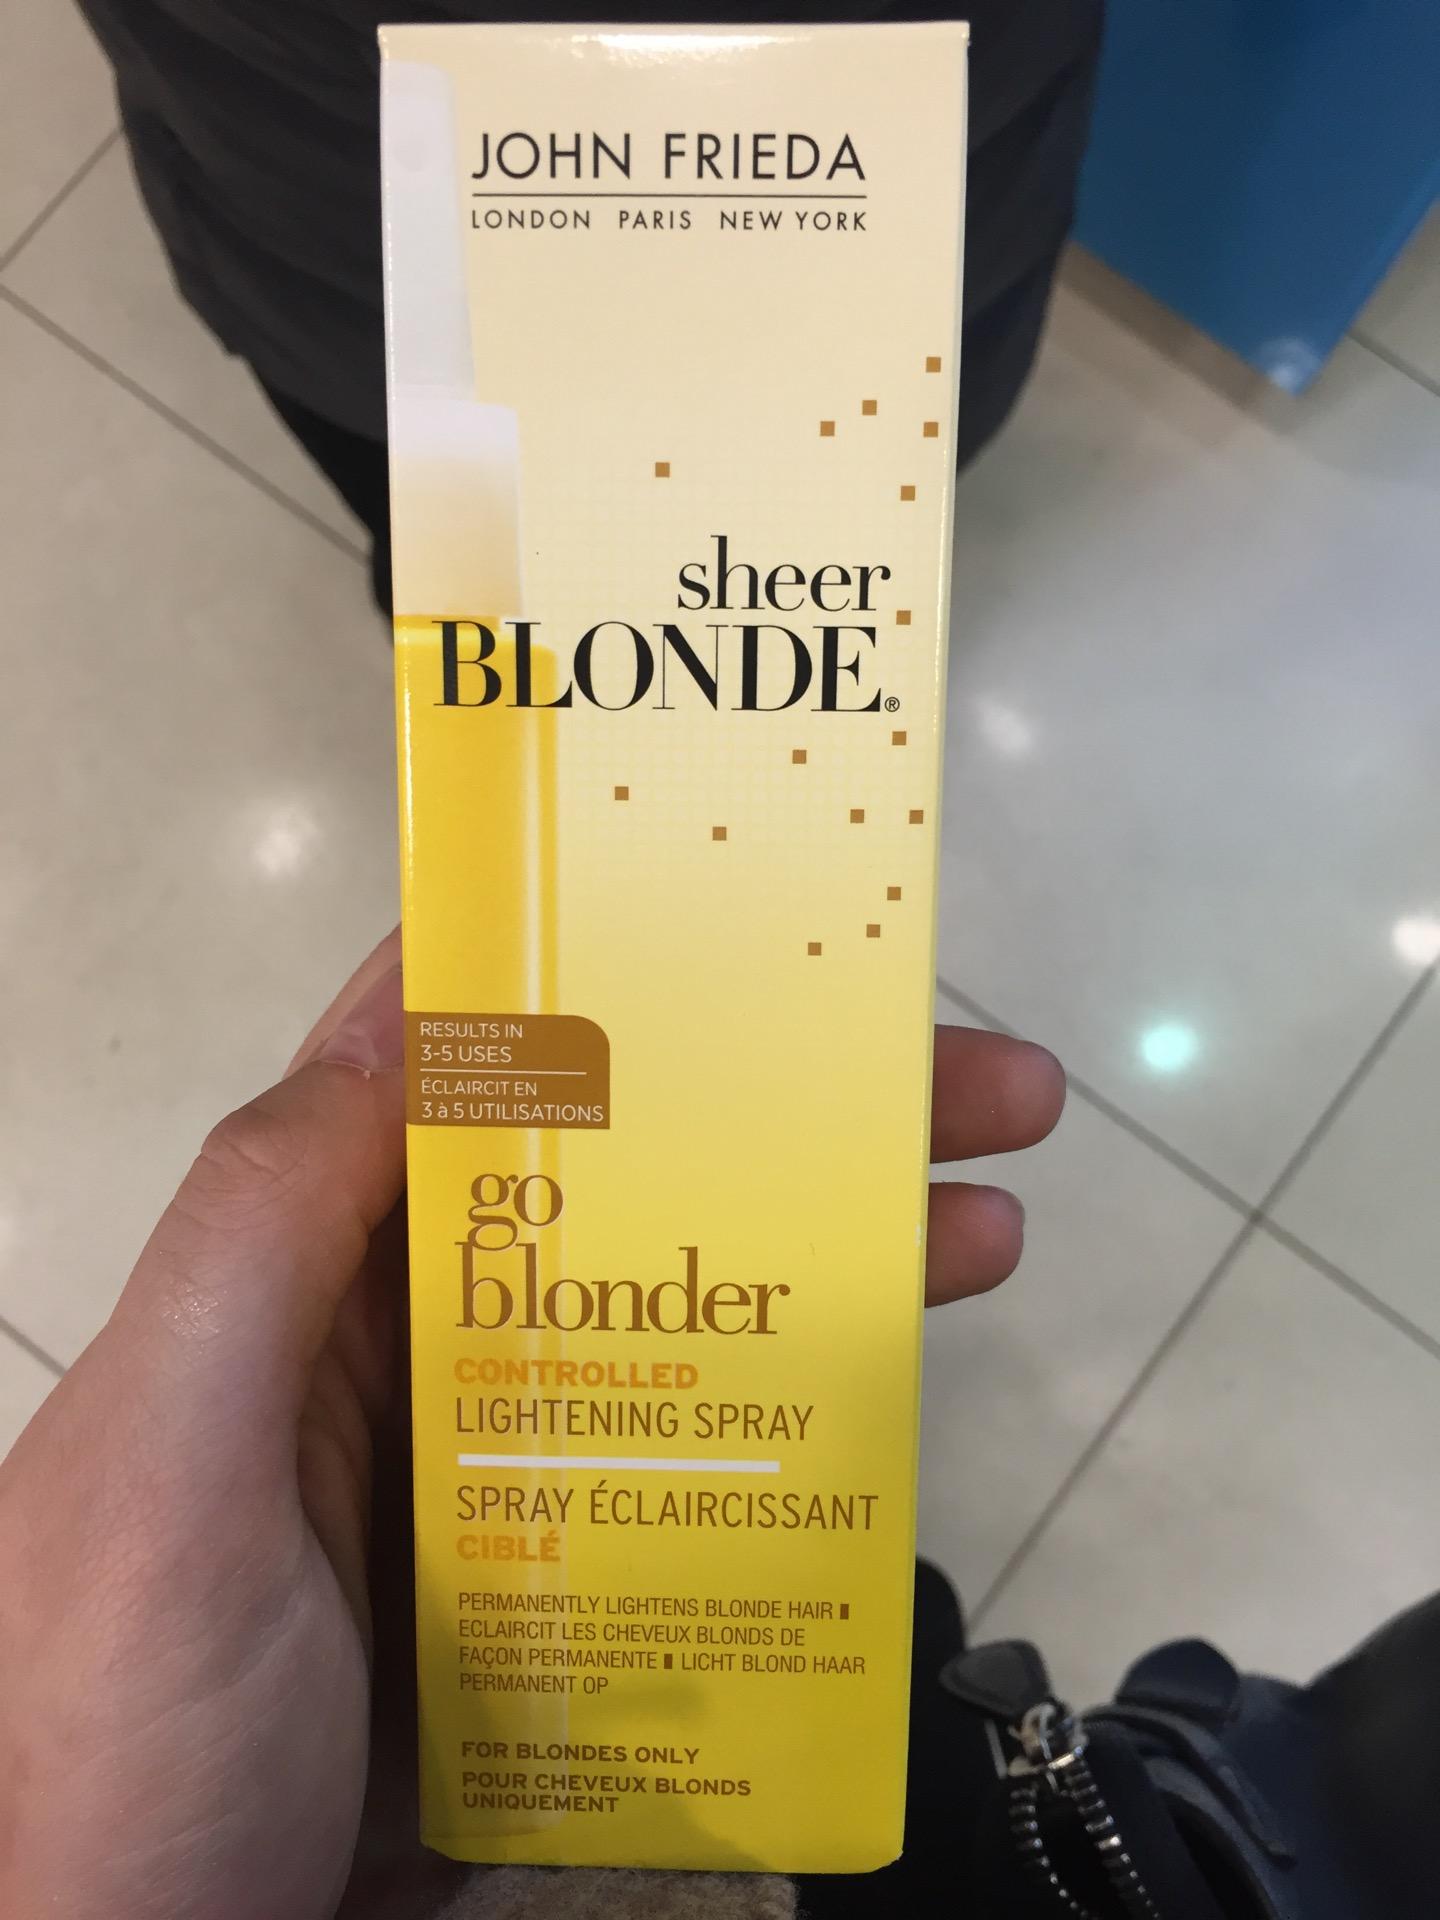 JOHN FRIEDA
LONDON PARIS NEW YORK
sheer
BLONDE®
RESULTS IN
3-5 USES
ÉCLAIRCIT EN
3 à 5 UTILISATIONS
go
blonder
CONTROLLED
LIGHTENING SPRAY
SPRAY ÉCLAIRCISSANT
CIBLÉ
PERMANENTLY LIGHTENS BLONDE HAIR ▮
ECLAIRCIT LES CHEVEUX BLONDS DE
FAÇON PERMANENTE ▮ LICHT BLOND HAAR
PERMANENT OP
FOR BLONDES ONLY
POUR CHEVEUX BLONDS
UNIQUEMENT